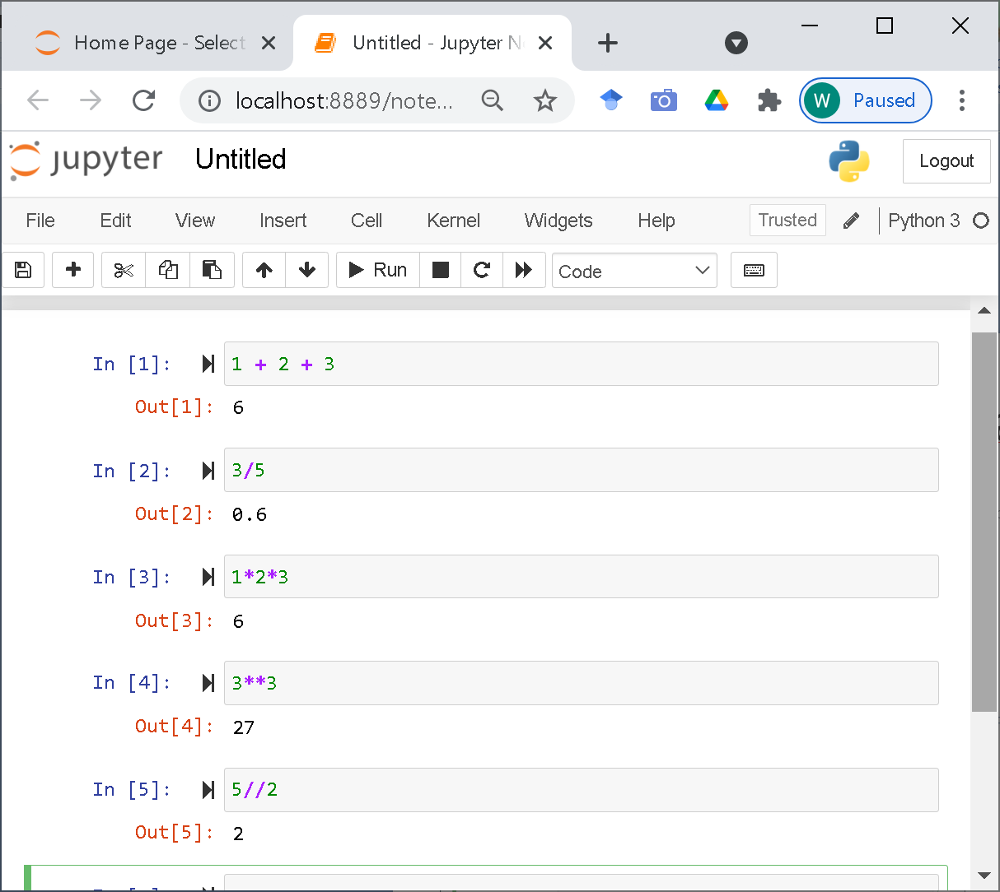 Home Page - Select
Untitled - Jupyter N
localhost:8889/note...
W Paused
jupyter Untitled
Logout
File Edit View Insert Cell Kernel Widgets Help Trusted Python 3
Run Code
In [1]: 1 + 2 + 3
Out[1]: 6
In [2]: 3/5
Out[2]: 0.6
In [3]: 1*2*3
Out[3]: 6
In [4]: 3**3
Out[4]: 27
In [5]: 5//2
Out[5]: 2